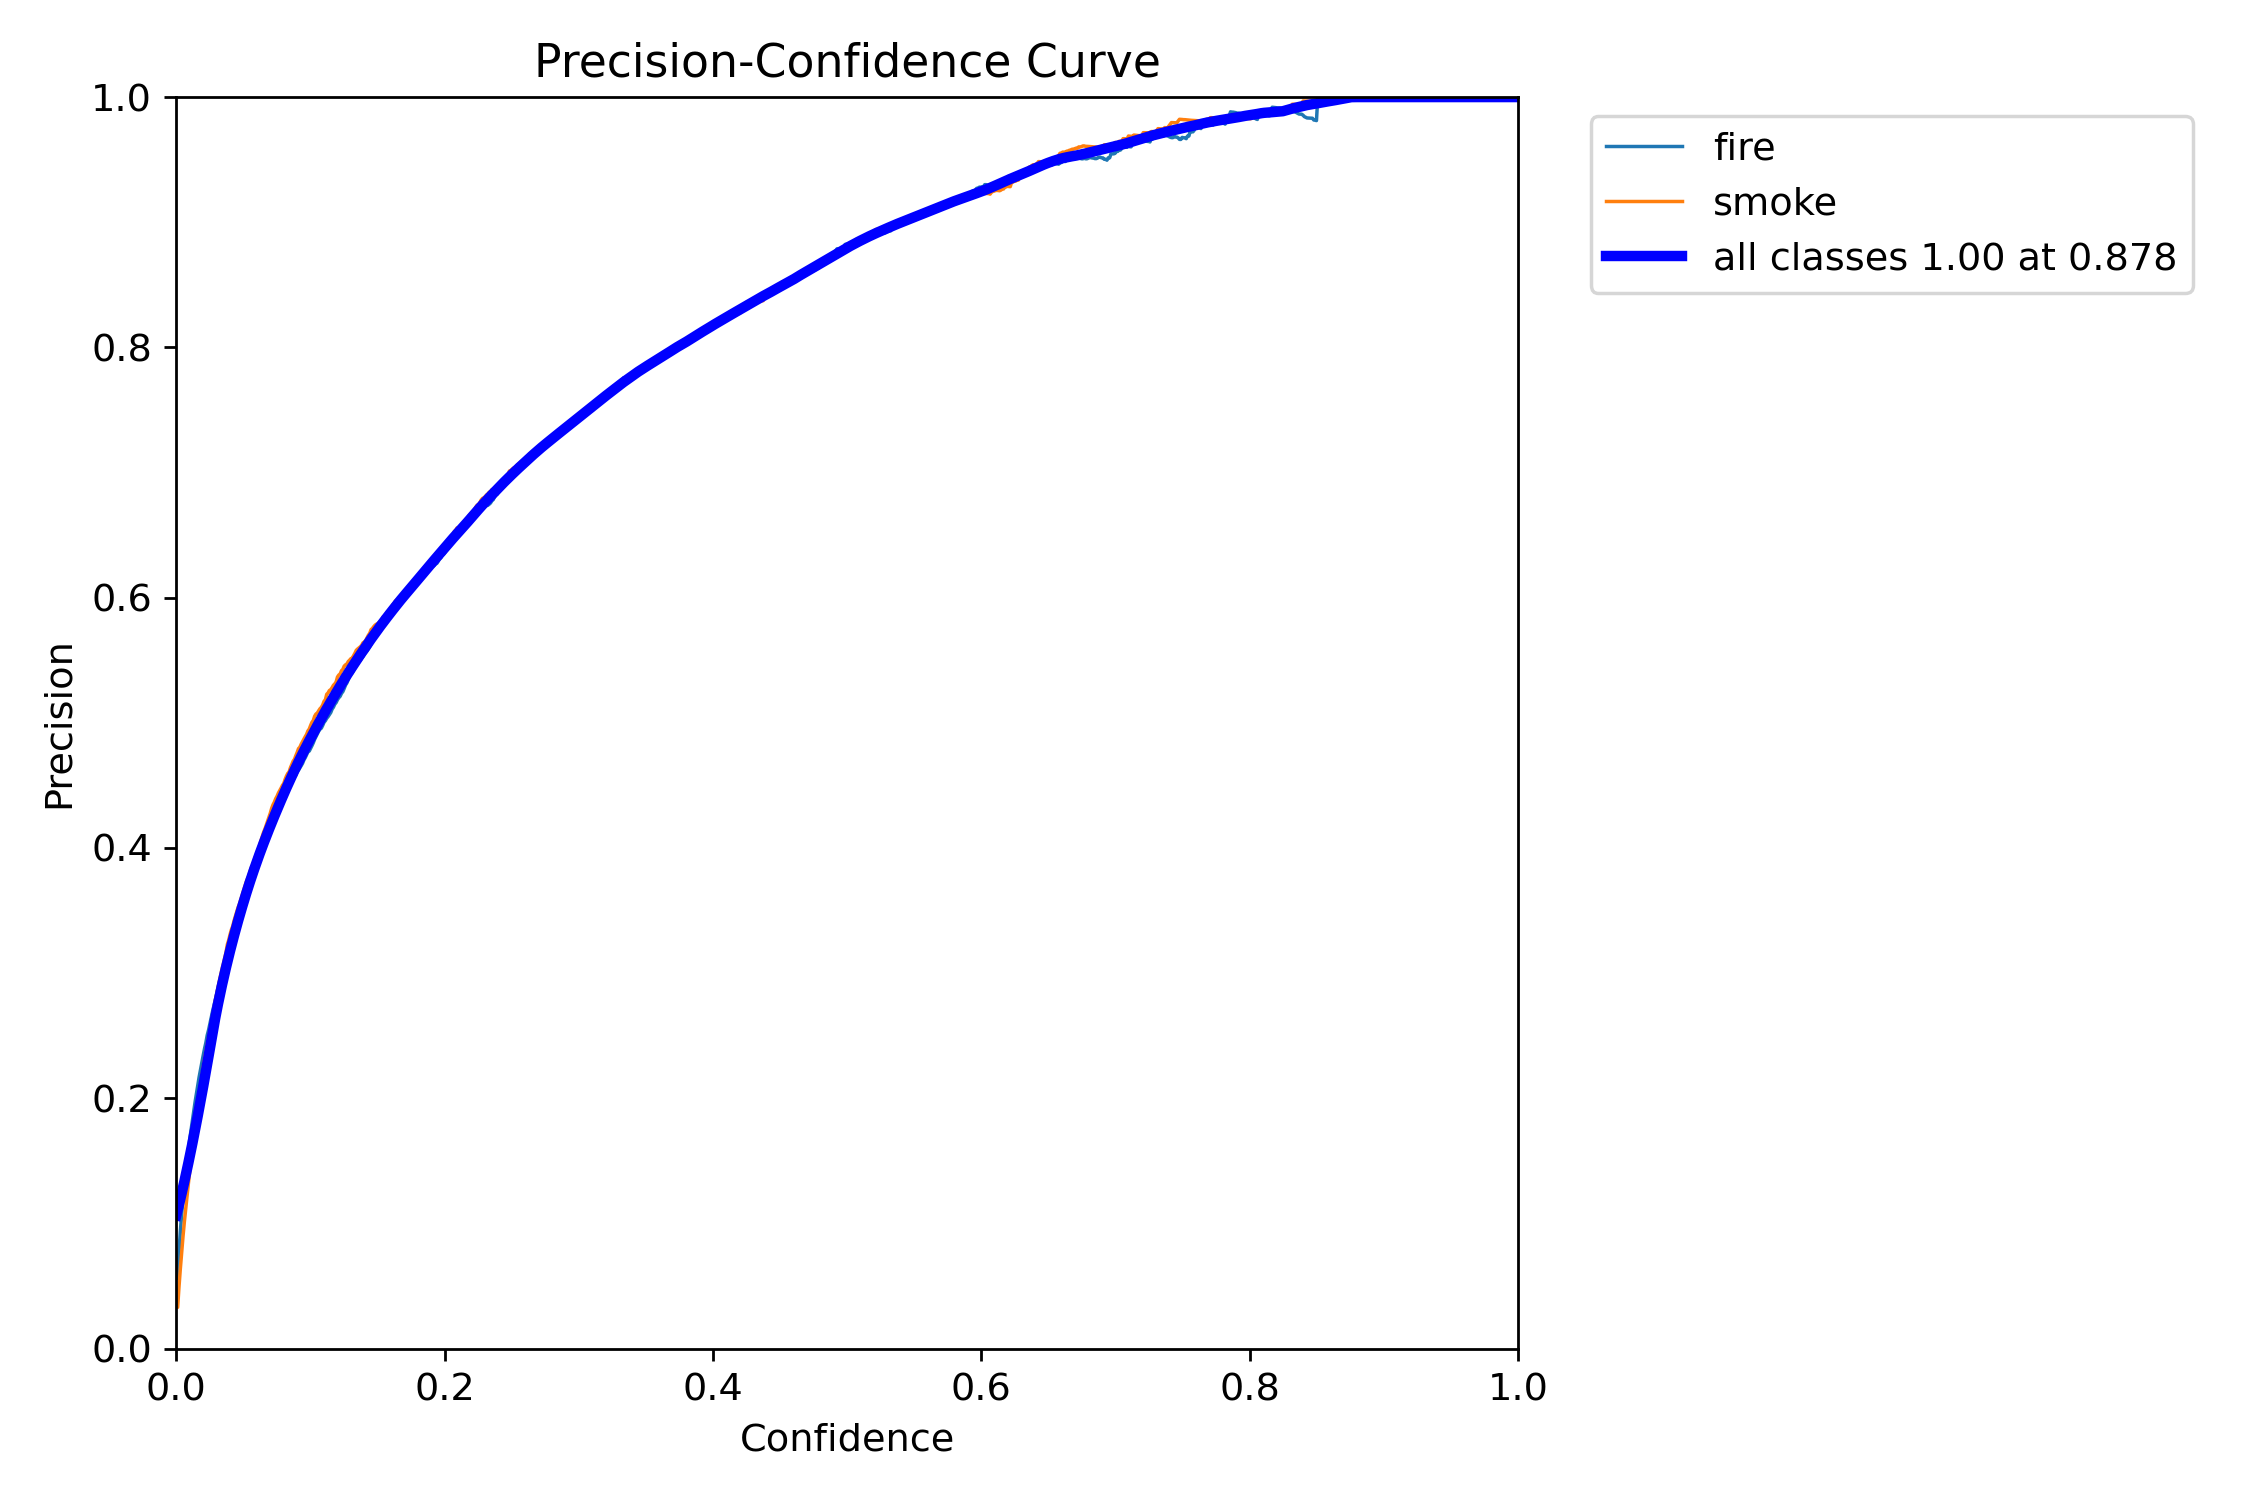 Precision-Confidence Curve
1.0
0.8
0.6
0.4
0.2
0.0
Precision
0.0 0.2 0.4 0.6 0.8 1.0
Confidence
fire
smoke
all classes 1.00 at 0.878